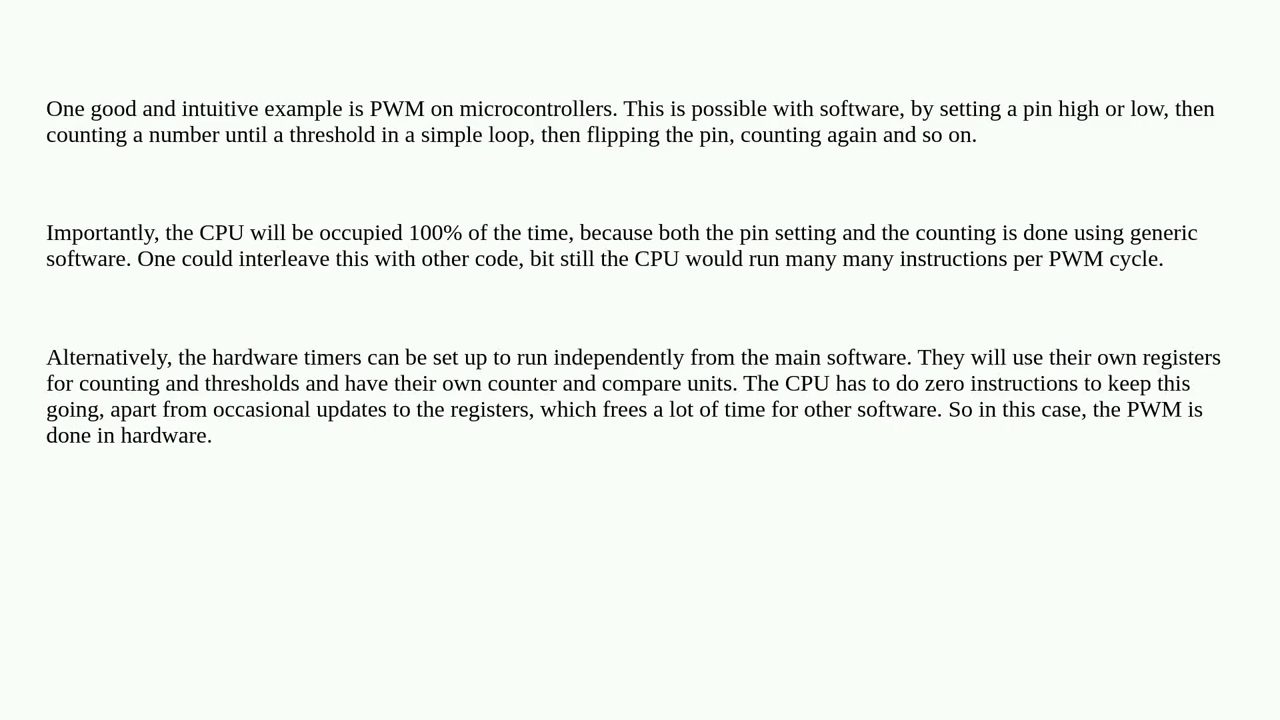 One good and intuitive example is PWM on microcontrollers. This is possible with software, by setting a pin high or low, then
counting a number until a threshold in a simple loop, then flipping the pin, counting again and so on.
Importantly, the CPU will be occupied 100% of the time, because both the pin setting and the counting is done using generic
software. One could interleave this with other code, bit still the CPU would run many many instructions per PWM cycle.
Alternatively, the hardware timers can be set up to run independently from the main software. They will use their own registers
for counting and thresholds and have their own counter and compare units. The CPU has to do zero instructions to keep this
going, apart from occasional updates to the registers, which frees a lot of time for other software. So in this case, the PWM is
done in hardware.